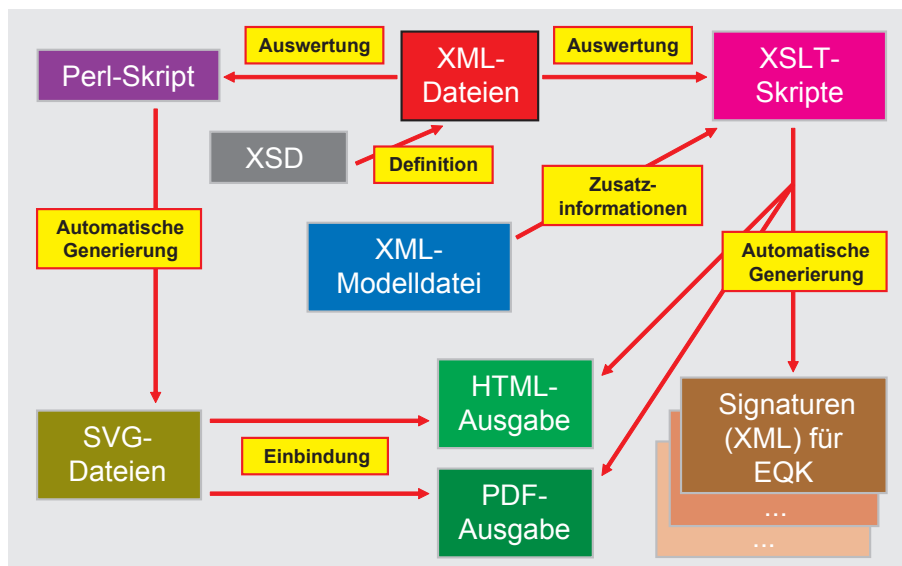 Auswertung
XML-
Dateien
Auswertung
XSLT-
Skripte
Perl-Skript
XSD
Definition
Zusatz-
informationen
Automatische
Generierung
XML-
Modelldatei
Automatische
Generierung
HTML-
Ausgabe
Signaturen
(XML) für
EQK
...
...
SVG-
Dateien
Einbindung
PDF-
Ausgabe